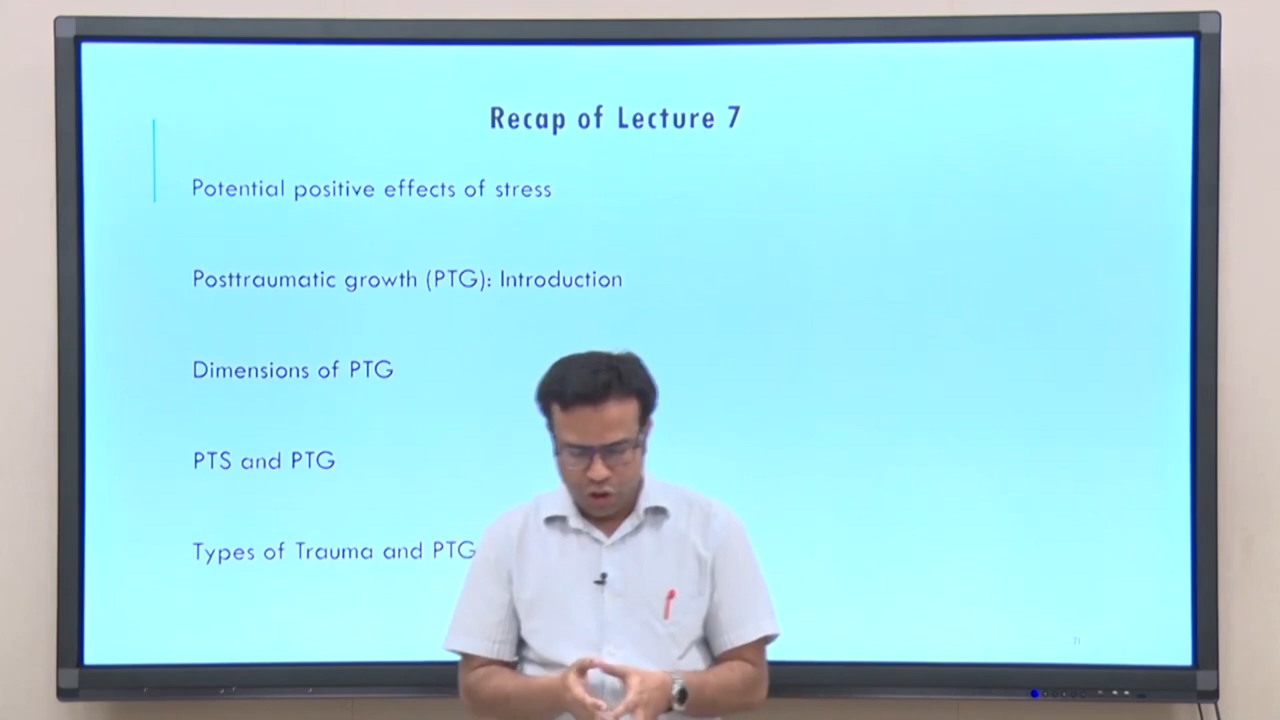 Recap of Lecture 7
Potential positive effects of stress
Posttraumatic growth (PTG): Introduction
Dimensions of PTG
PTS and PTG
Types of Trauma and PTG